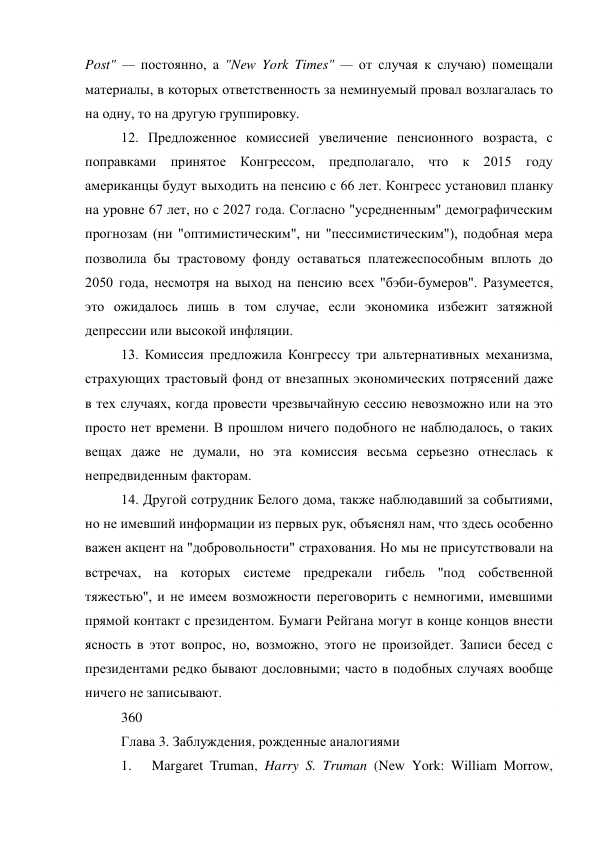 Post" — постоянно, а "New York Times" — от случая к случаю) помещали
материалы, в которых ответственность за неминуемый провал возлагалась то
на одну, то на другую группировку.
12. Предложенное комиссией увеличение пенсионного возраста, с
поправками принятое Конгрессом, предполагало, что к 2015 году
американцы будут выходить на пенсию с 66 лет. Конгресс установил планку
на уровне 67 лет, но с 2027 года. Согласно "усредненным" демографическим
прогнозам (ни "оптимистическим", ни "пессимистическим"), подобная мера
позволила бы трастовому фонду оставаться платежеспособным вплоть до
2050 года, несмотря на выход на пенсию всех "бэби-бумеров". Разумеется,
это ожидалось лишь в том случае, если экономика избежит затяжной
депрессии или высокой инфляции.
13. Комиссия предложила Конгрессу три альтернативных механизма,
страхующих трастовый фонд от внезапных экономических потрясений даже
в тех случаях, когда провести чрезвычайную сессию невозможно или на это
просто нет времени. В прошлом ничего подобного не наблюдалось, о таких
вещах даже не думали, но эта комиссия весьма серьезно отнеслась к
непредвиденным факторам.
14. Другой сотрудник Белого дома, также наблюдавший за событиями,
но не имевший информации из первых рук, объяснял нам, что здесь особенно
важен акцент на "добровольности" страхования. Но мы не присутствовали на
встречах, на которых системе предрекали гибель "под собственной
тяжестью", и не имеем возможности переговорить с немногими, имевшими
прямой контакт с президентом. Бумаги Рейгана могут в конце концов внести
ясность в этот вопрос, но, возможно, этого не произойдет. Записи бесед с
президентами редко бывают дословными; часто в подобных случаях вообще
ничего не записывают.
360
Глава 3. Заблуждения, рожденные аналогиями
1. Margaret Truman, Harry S. Truman (New York: William Morrow,